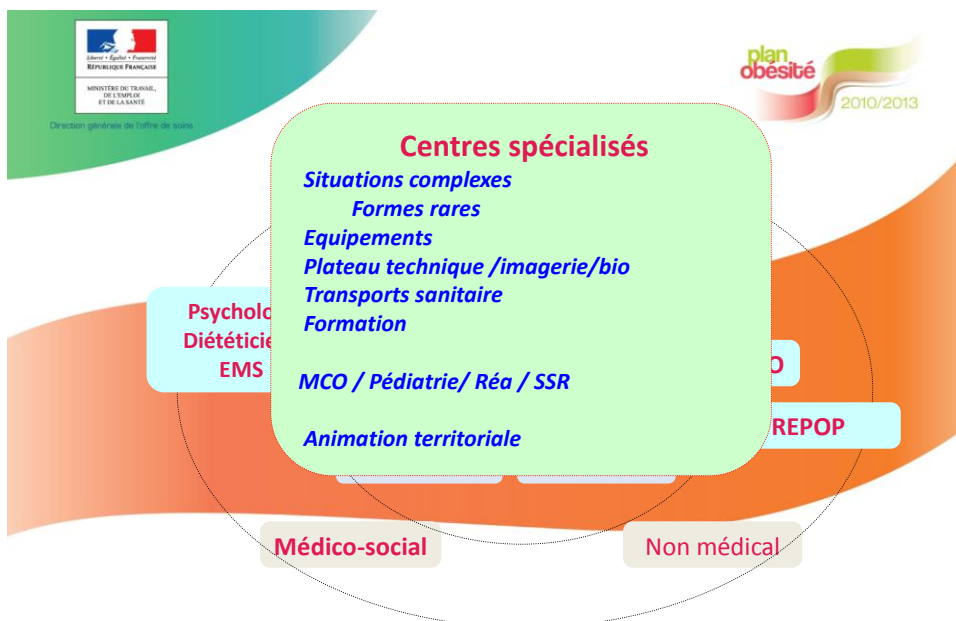 Liberté • Égalité • Fraternité
RÉPUBLIQUE FRANÇAISE
MINISTÈRE DU TRAVAIL,
DE L'EMPLOI
ET DE LA SANTÉ
Direction générale de l'offre de soins
plan
obésité
2010/2013
Centres spécialisés
Situations complexes
Formes rares
Equipements
Plateau technique /imagerie/bio
Transports sanitaire
Formation
MCO / Pédiatrie/ Réa / SSR
Animation territoriale
EMS
REPOP
Médico-social
Non médical